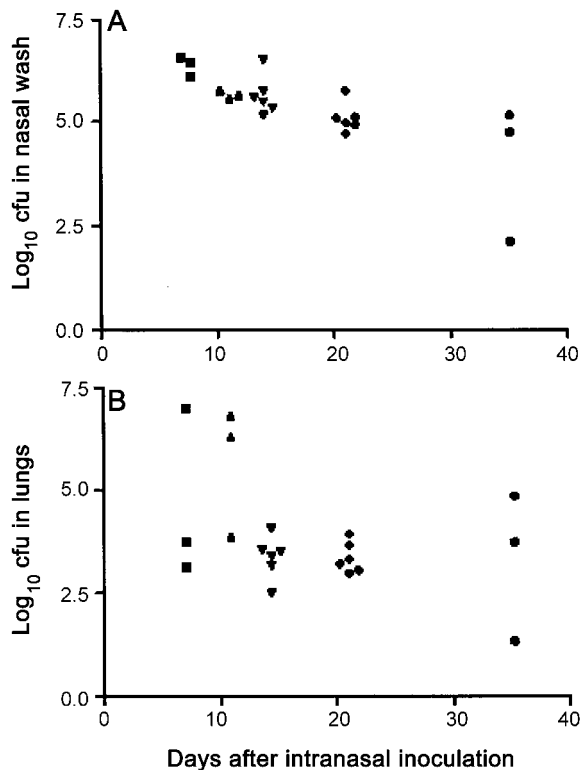 A
Log10 cfu in nasal wash
7.5
5.0
2.5
0.0
0 10 20 30 40
B
Log10 cfu in lungs
7.5
5.0
2.5
0.0
0 10 20 30 40
Days after intranasal inoculation